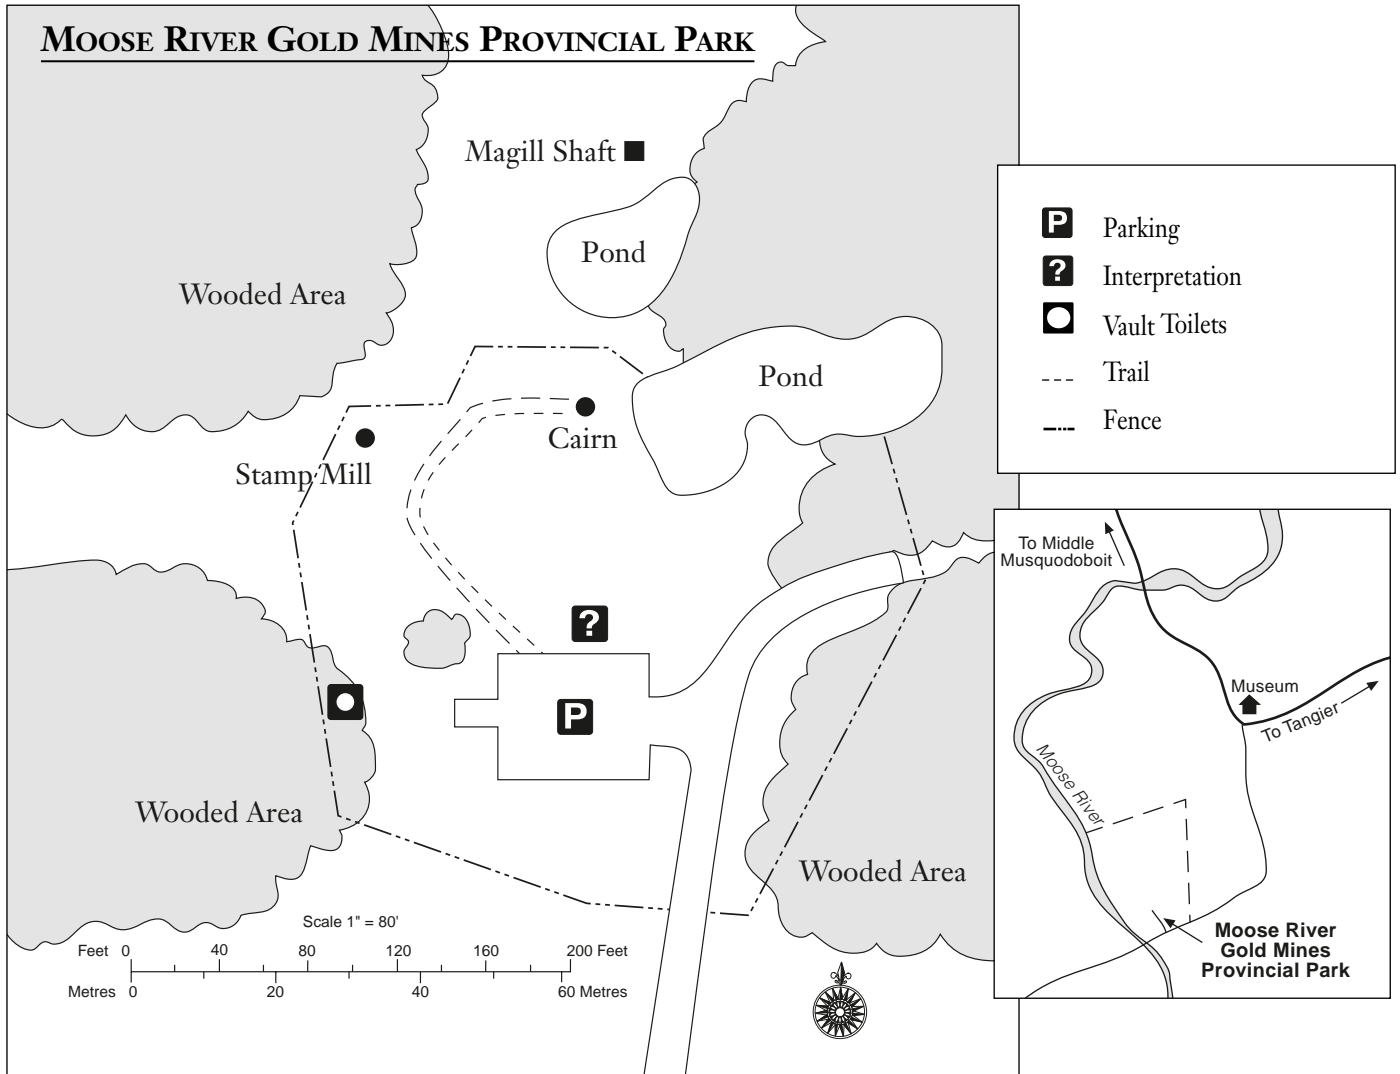 MOOSE RIVER GOLD MINES PROVINCIAL PARK
Magill Shaft
Pond
Wooded Area
Pond
Cairn
Stamp Mill
?
P
Wooded Area
Wooded Area
Scale 1" = 80'
Feet 0 40 80 120 160 200 Feet
Metres 0 20 40 60 Metres
P Parking
? Interpretation
Vault Toilets
Trail
Fence
To Middle
Musquodoboit
Museum
To Tangier
Moose River
Moose River
Gold Mines
Provincial Park